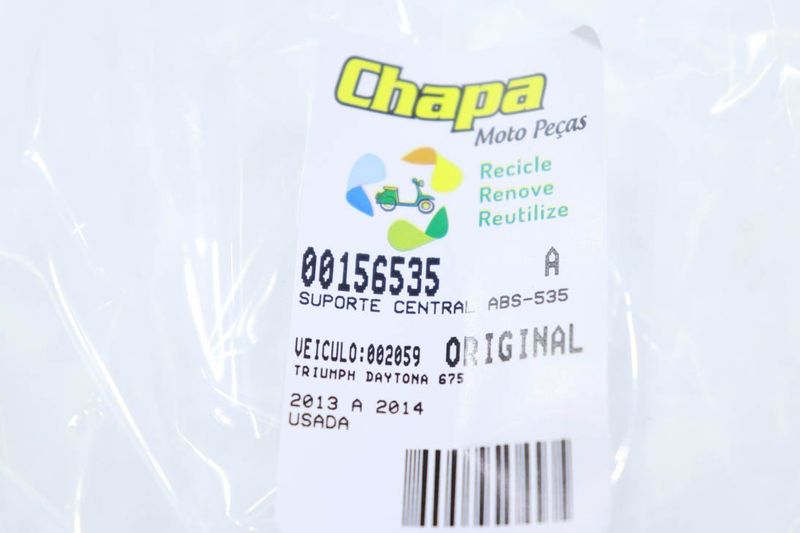 Chapa
Moto Peças
Recicle
Renove
Reutilize
00156535 A
SUPORTE CENTRAL ABS-535
VEICULO:002059 ORIGINAL
TRIUMPH DAYTONA 675
2013 A 2014
USADA